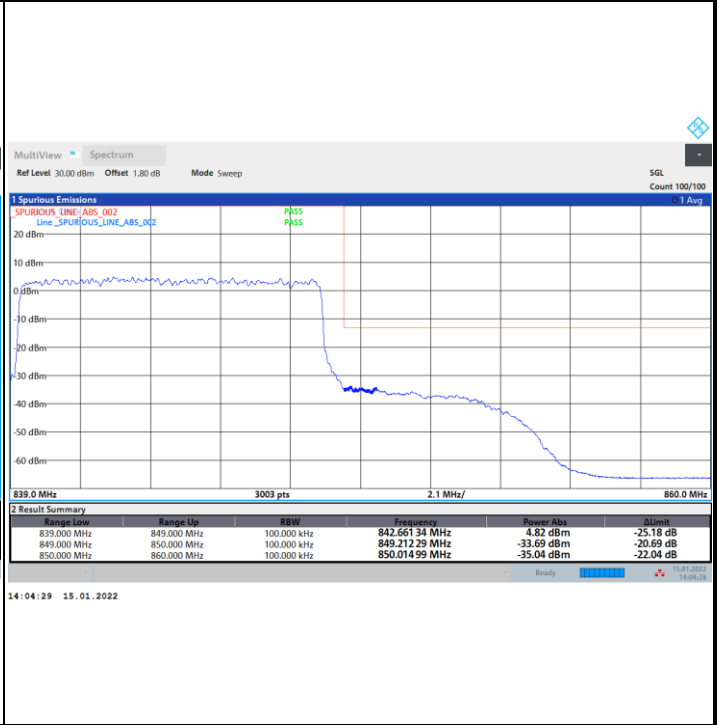 MultiView Spectrum
Ref Level 30.00 dBm Offset 1.80 dB Mode Sweep SGL
Count 100/100
1 Spurious Emissions 1 Avg
_SPURIOUS_LINE_ABS_002 PASS
Line _SPURIOUS_LINE_ABS_002 PASS
20 dBm
10 dBm
0 dBm
-10 dBm
-20 dBm
-30 dBm
-40 dBm
-50 dBm
-60 dBm
839.0 MHz 3003 pts 2.1 MHz/ 860.0 MHz
2 Result Summary
Range Low Range Up RBW Frequency Power Abs ΔLimit
839.000 MHz 849.000 MHz 100.000 kHz 842.661 34 MHz 4.82 dBm -25.18 dB
849.000 MHz 850.000 MHz 100.000 kHz 849.212 29 MHz -33.69 dBm -20.69 dB
850.000 MHz 860.000 MHz 100.000 kHz 850.014 99 MHz -35.04 dBm -22.04 dB
Ready 15.01.2022
14:04:28
14:04:29 15.01.2022